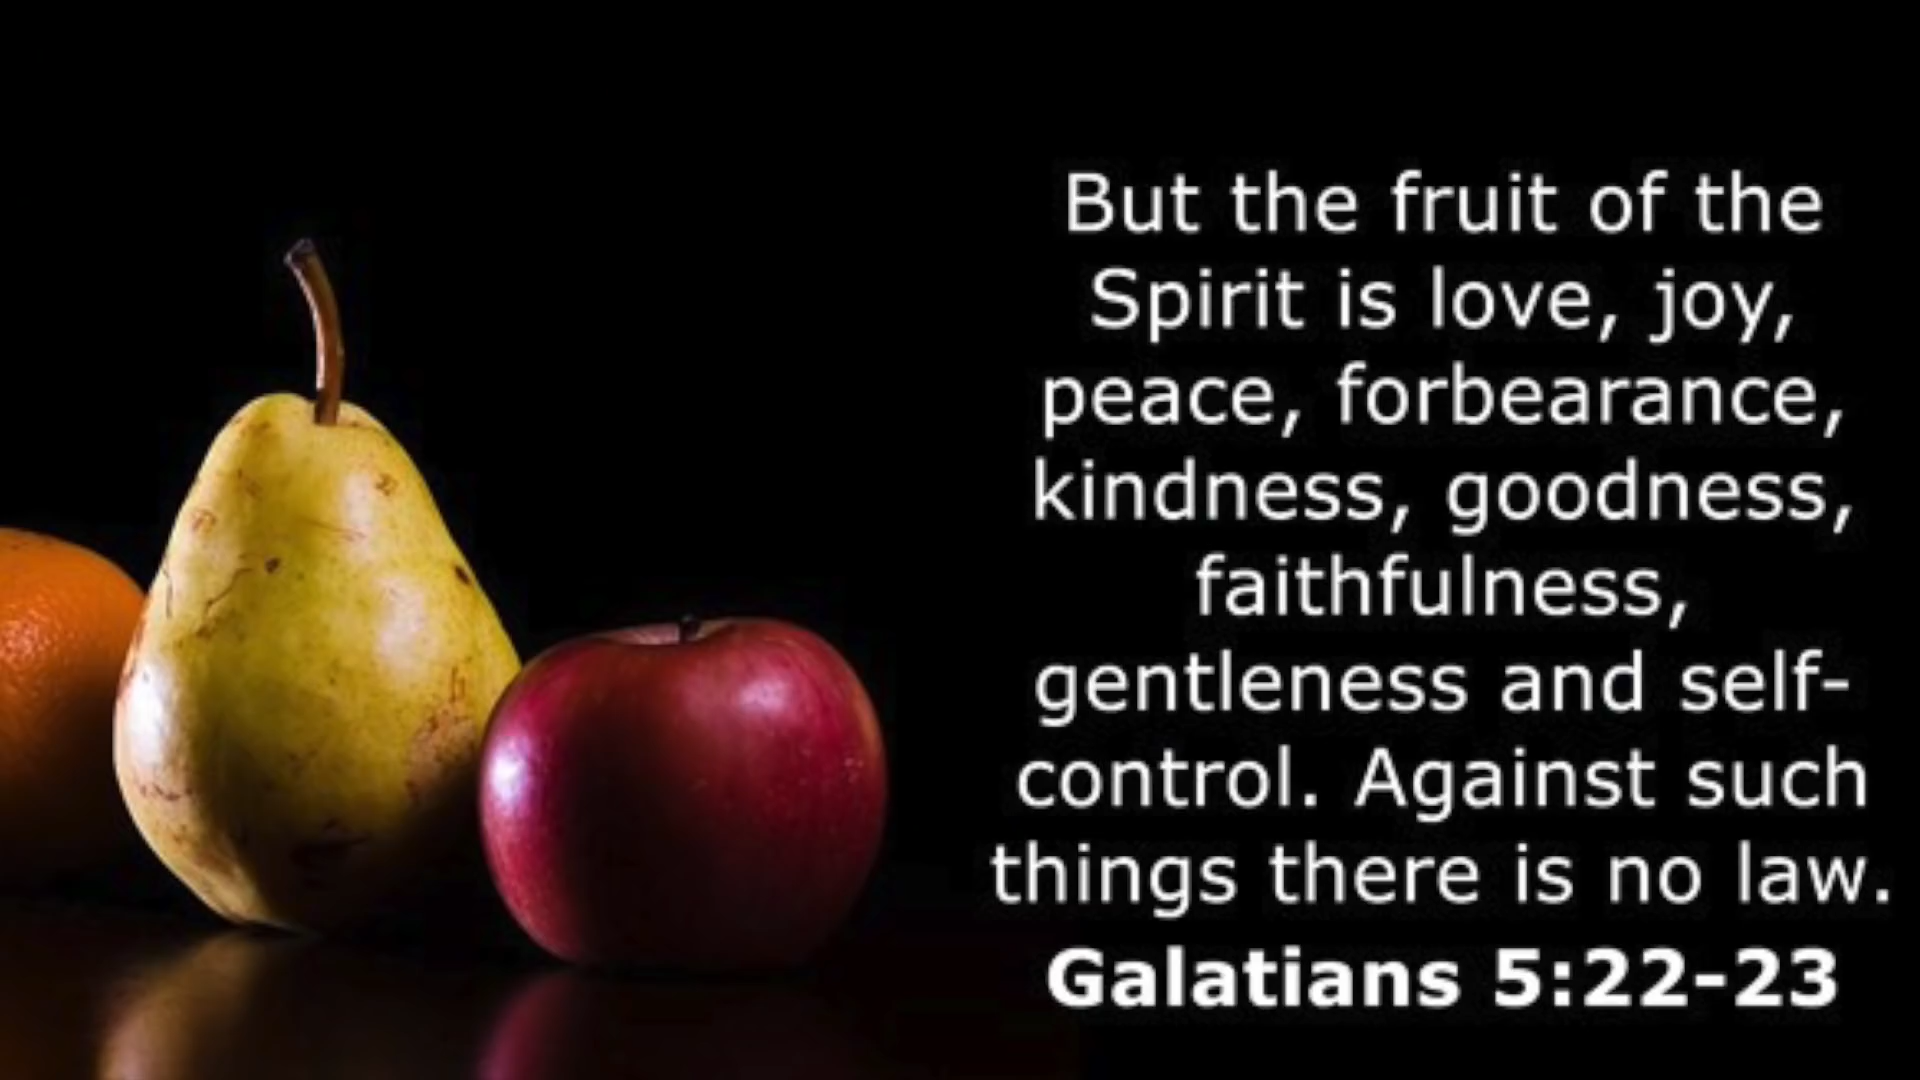 But the fruit of the
Spirit is love, joy,
peace, forbearance,
kindness, goodness,
faithfulness,
gentleness and self-
control. Against such
things there is no law.
Galatians 5:22-23